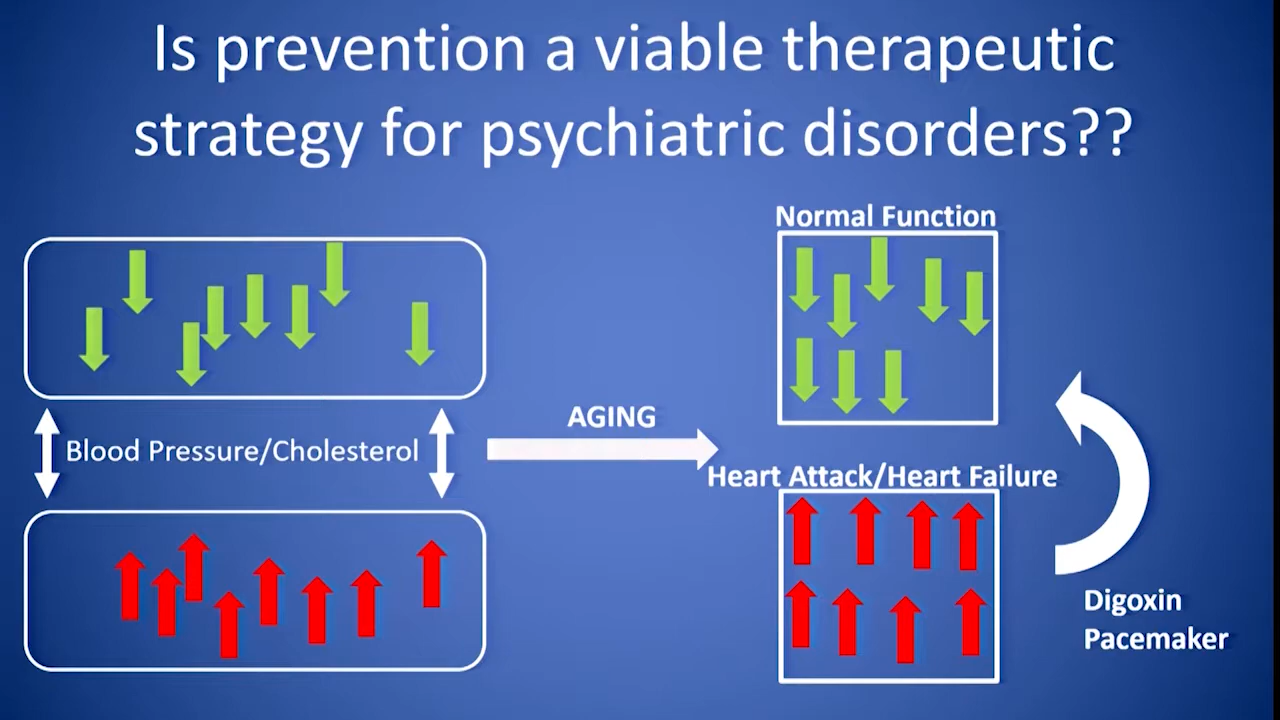 Is prevention a viable therapeutic
strategy for psychiatric disorders??
Normal Function
Blood Pressure/Cholesterol
AGING
Heart Attack/Heart Failure
Digoxin
Pacemaker